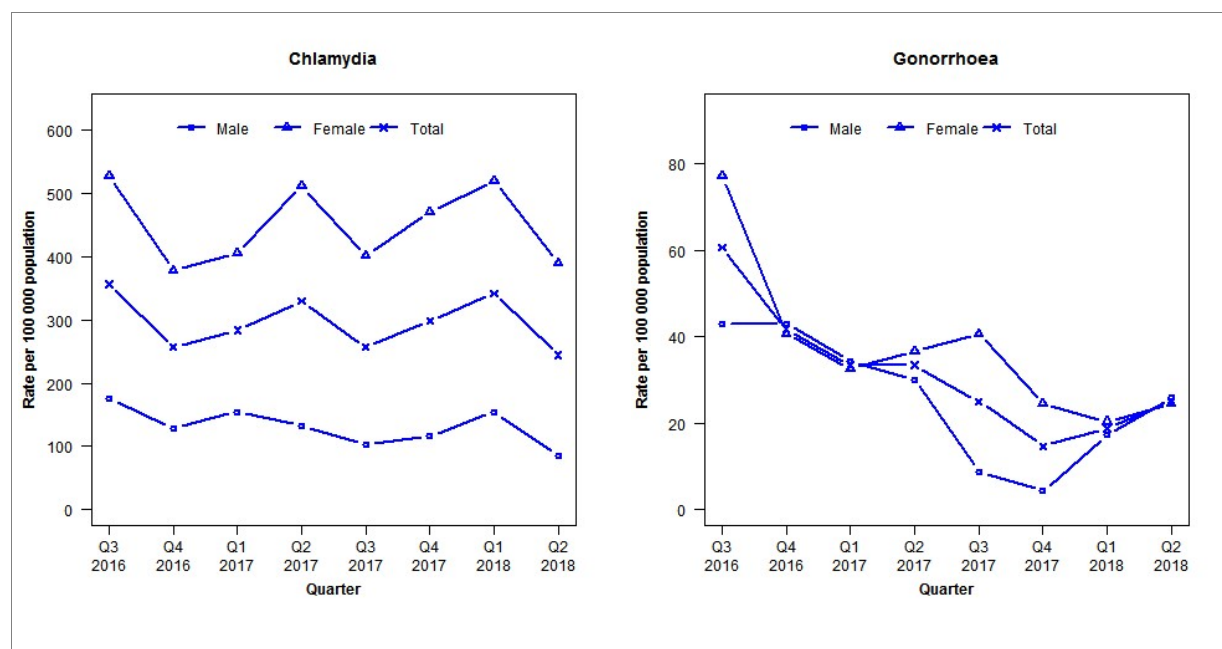 Chlamydia
Rate per 100 000 population
600
500
400
300
200
100
0
Male Female Total
Q3 Q4 Q1 Q2 Q3 Q4 Q1 Q2
2016 2016 2017 2017 2017 2017 2018 2018
Quarter
Gonorrhoea
Rate per 100 000 population
80
60
40
20
0
Male Female Total
Q3 Q4 Q1 Q2 Q3 Q4 Q1 Q2
2016 2016 2017 2017 2017 2017 2018 2018
Quarter